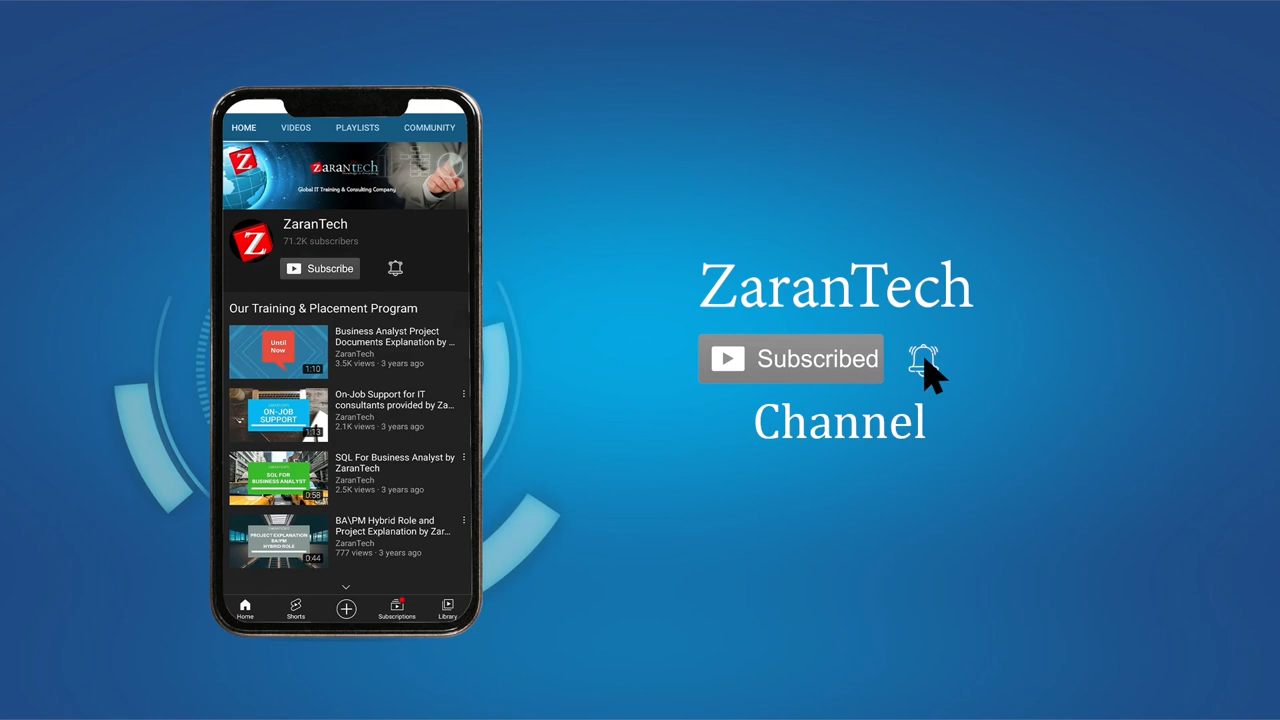 HOME VIDEOS PLAYLISTS COMMUNITY
Z
ZARANTECH
Global IT Training & Consulting Company
Z
ZaranTech
71.2K subscribers
Subscribe
Our Training & Placement Program
Until
Now
1:10
Business Analyst Project
Documents Explanation by ...
ZaranTech
3.5K views · 3 years ago
ON-JOB
SUPPORT
1:13
On-Job Support for IT
consultants provided by Za...
ZaranTech
2.1K views · 3 years ago
SQL FOR
BUSINESS ANALYST
0:58
SQL For Business Analyst by
ZaranTech
ZaranTech
2.5K views · 3 years ago
PROJECT EXPLANATION
BA/PM
HYBRID ROLE
0:44
BA\PM Hybrid Role and
Project Explanation by Zar...
ZaranTech
777 views · 3 years ago
Home Shorts Subscriptions Library
ZaranTech
Subscribed
Channel